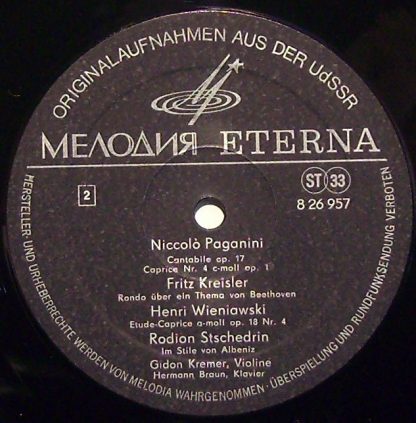 ORIGINALAUFNAHMEN AUS DER UdSSR
МЕЛОДИЯ ETERNA
2
ST 33
8 26 957
Niccolò Paganini
Cantabile op. 17
Caprice Nr. 4 c-moll op. 1
Fritz Kreisler
Rondo über ein Thema von Beethoven
Henri Wieniawski
Etude-Caprice a-moll op. 18 Nr. 4
Rodion Stschedrin
Im Stile von Albeniz
Gidon Kremer, Violine
Hermann Braun, Klavier
HERSTELLER- UND URHEBERRECHTE WERDEN VON MELODIA WAHRGENOMMEN · ÜBERSPIELUNG UND RUNDFUNKSENDUNG VERBOTEN